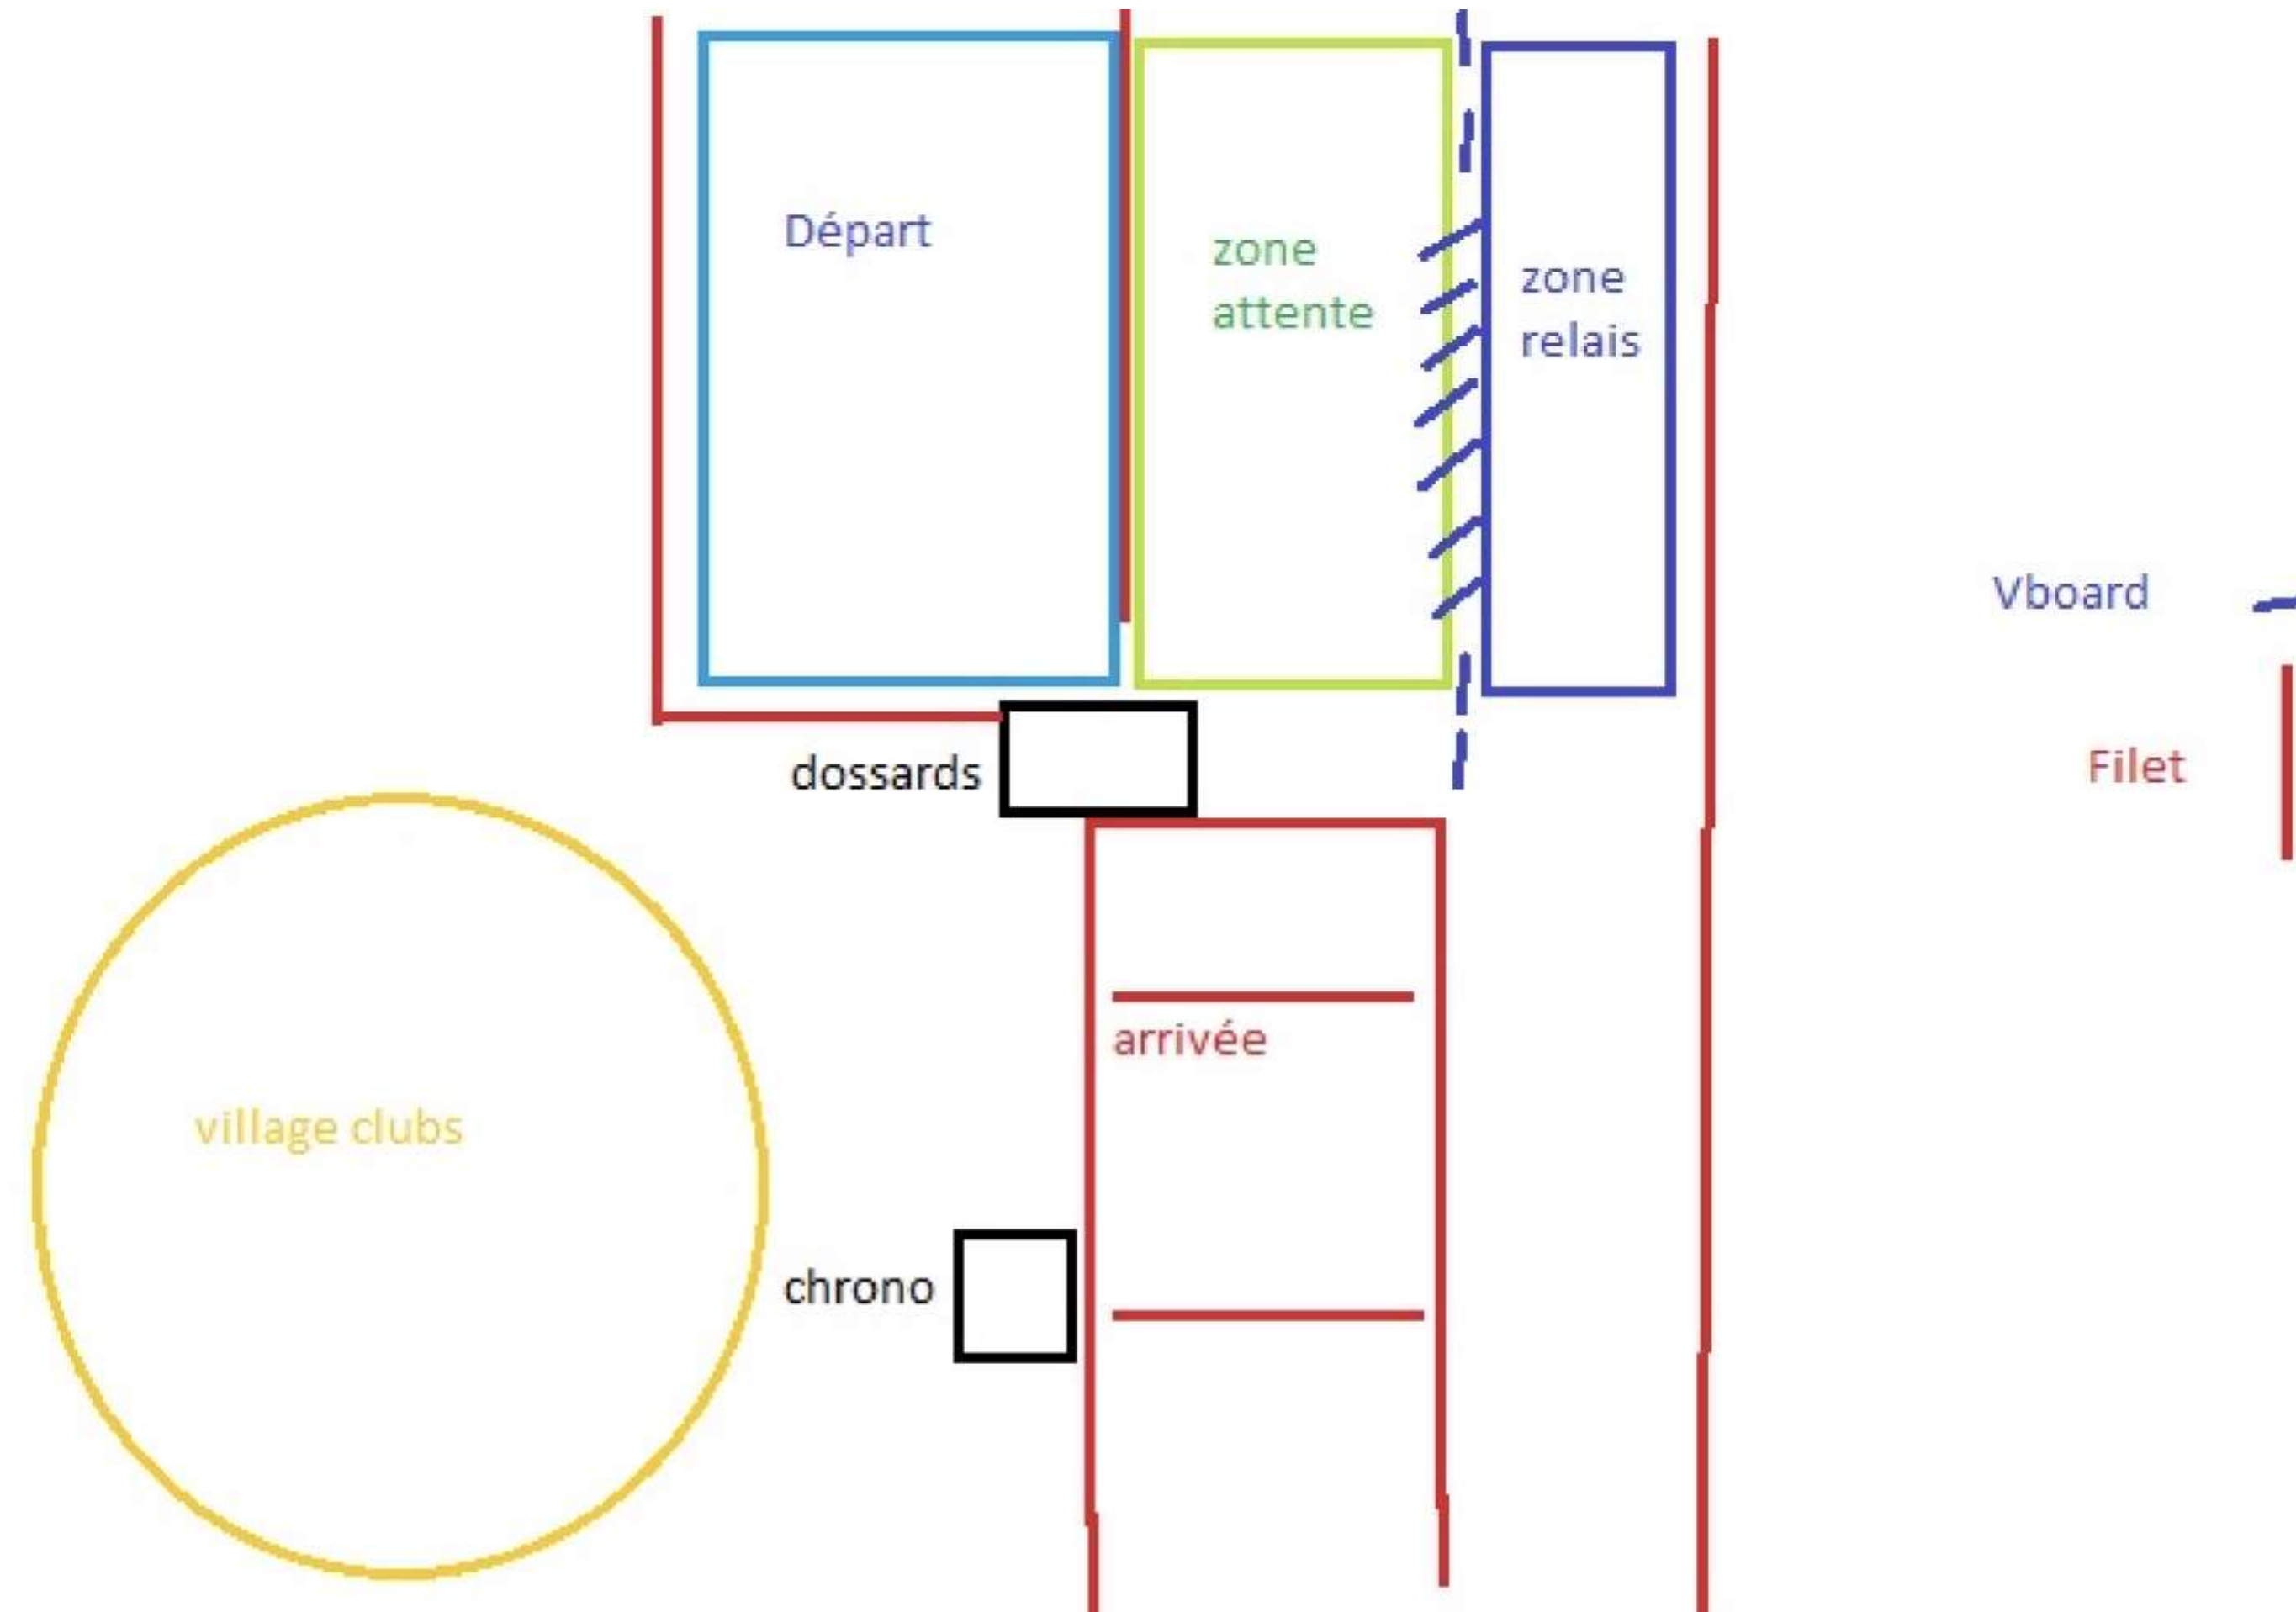 Départ
zone
attente
zone
relais
Vboard
Filet
dossards
arrivée
village clubs
chrono